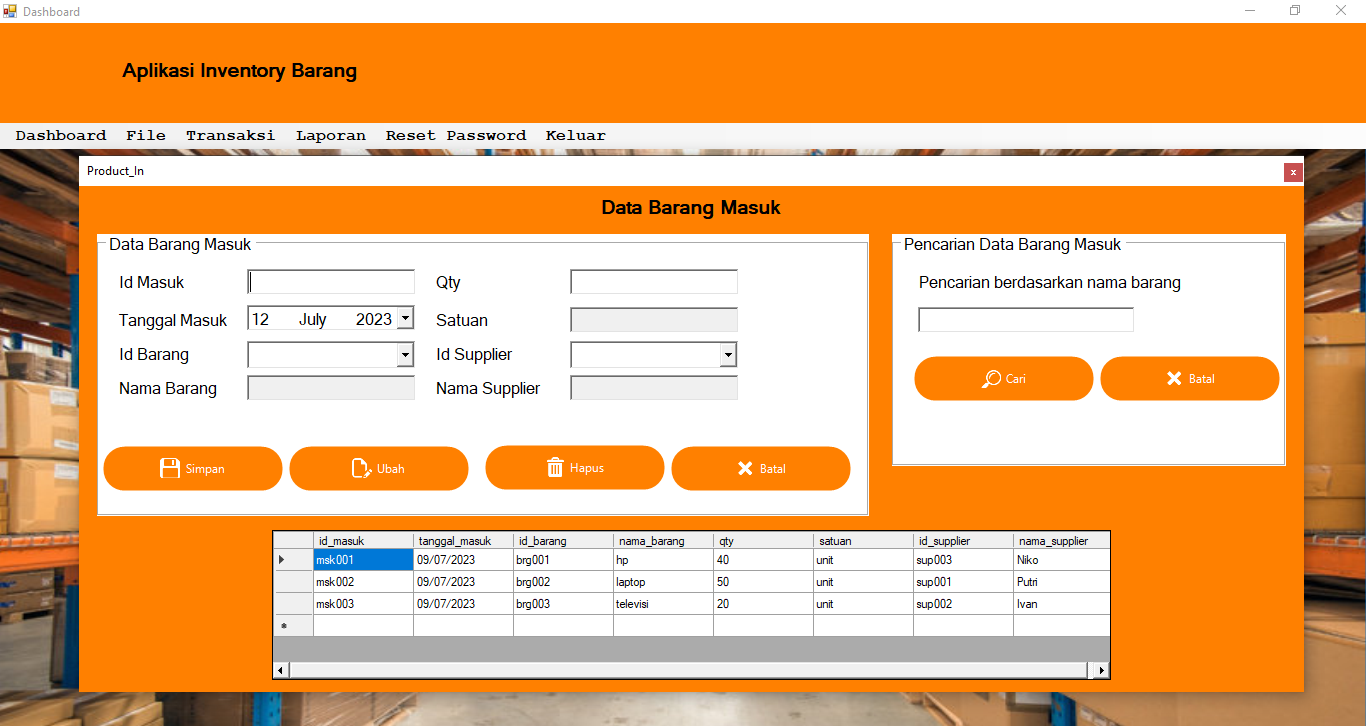 Dashboard
Aplikasi Inventory Barang
Dashboard File Transaksi Laporan Reset Password Keluar
Product_In
x
Data Barang Masuk
Data Barang Masuk
Id Masuk
Qty
Tanggal Masuk
12 July 2023
Satuan
Id Barang
Id Supplier
Nama Barang
Nama Supplier
Simpan
Ubah
Hapus
Batal
Pencarian Data Barang Masuk
Pencarian berdasarkan nama barang
Cari
Batal
id_masuk tanggal_masuk id_barang nama_barang qty satuan id_supplier nama_supplier
msk001 09/07/2023 brg001 hp 40 unit sup003 Niko
msk002 09/07/2023 brg002 laptop 50 unit sup001 Putri
msk003 09/07/2023 brg003 televisi 20 unit sup002 Ivan
*